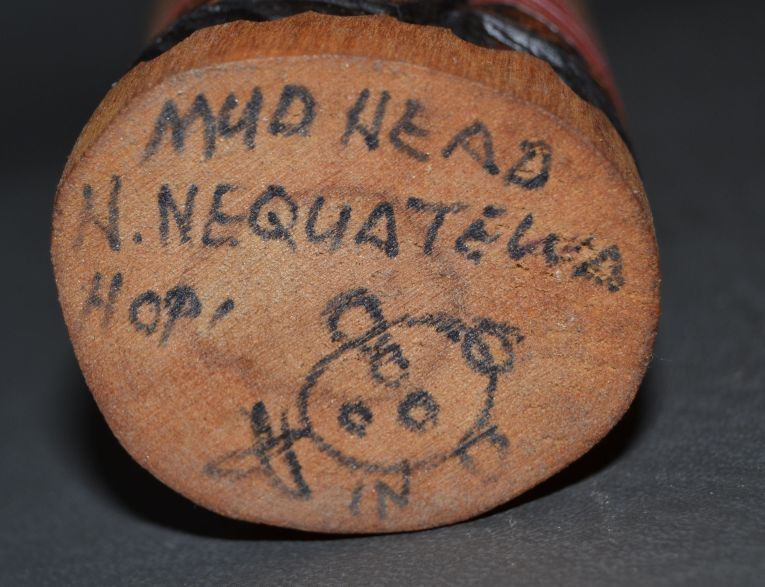 MUD HEAD
H. NEQUATEWA
HOPI